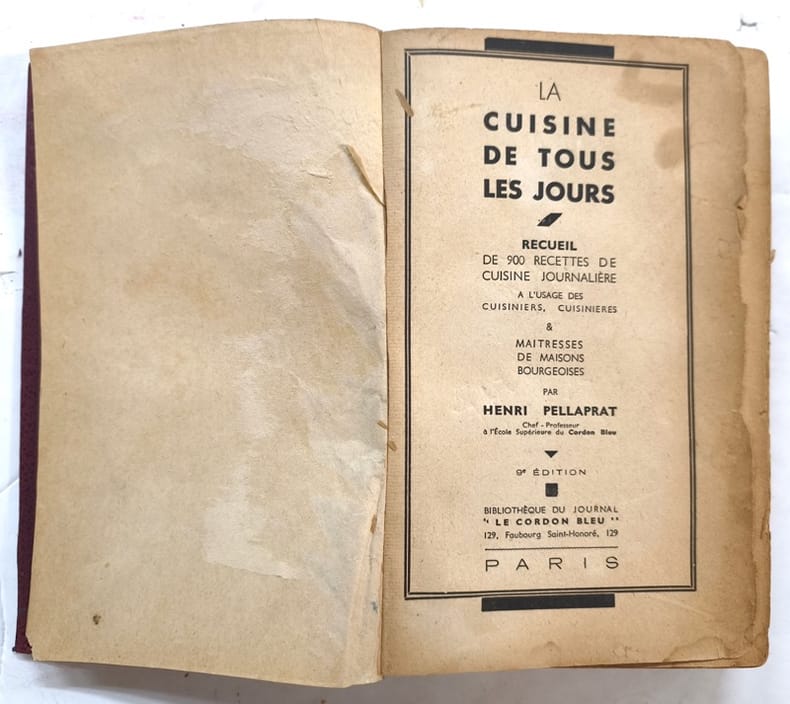 LA
CUISINE
DE TOUS
LES JOURS
RECUEIL
DE 900 RECETTES DE
CUISINE JOURNALIÈRE
A L'USAGE DES
CUISINIERS, CUISINIERES
&
MAITRESSES
DE MAISONS
BOURGEOISES
PAR
HENRI PELLAPRAT
Chef-Professeur
à l'École Supérieure du Cordon Bleu
9e ÉDITION
BIBLIOTHÈQUE DU JOURNAL
"LE CORDON BLEU"
129, Faubourg Saint-Honoré, 129
PARIS